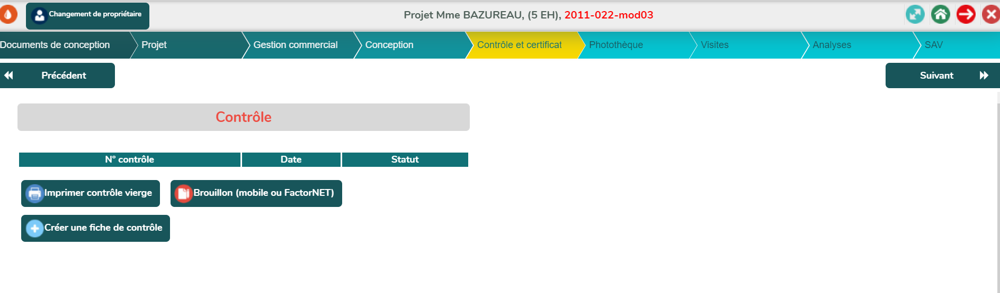 Changement de propriétaire
Projet Mme BAZUREAU, (5 EH), 2011-022-mod03
Documents de conception
Projet
Gestion commercial
Conception
Contrôle et certificat
Photothèque
Visites
Analyses
SAV
Précédent
Suivant
Contrôle
N° contrôle
Date
Statut
Imprimer contrôle vierge
Brouillon (mobile ou FactorNET)
Créer une fiche de contrôle